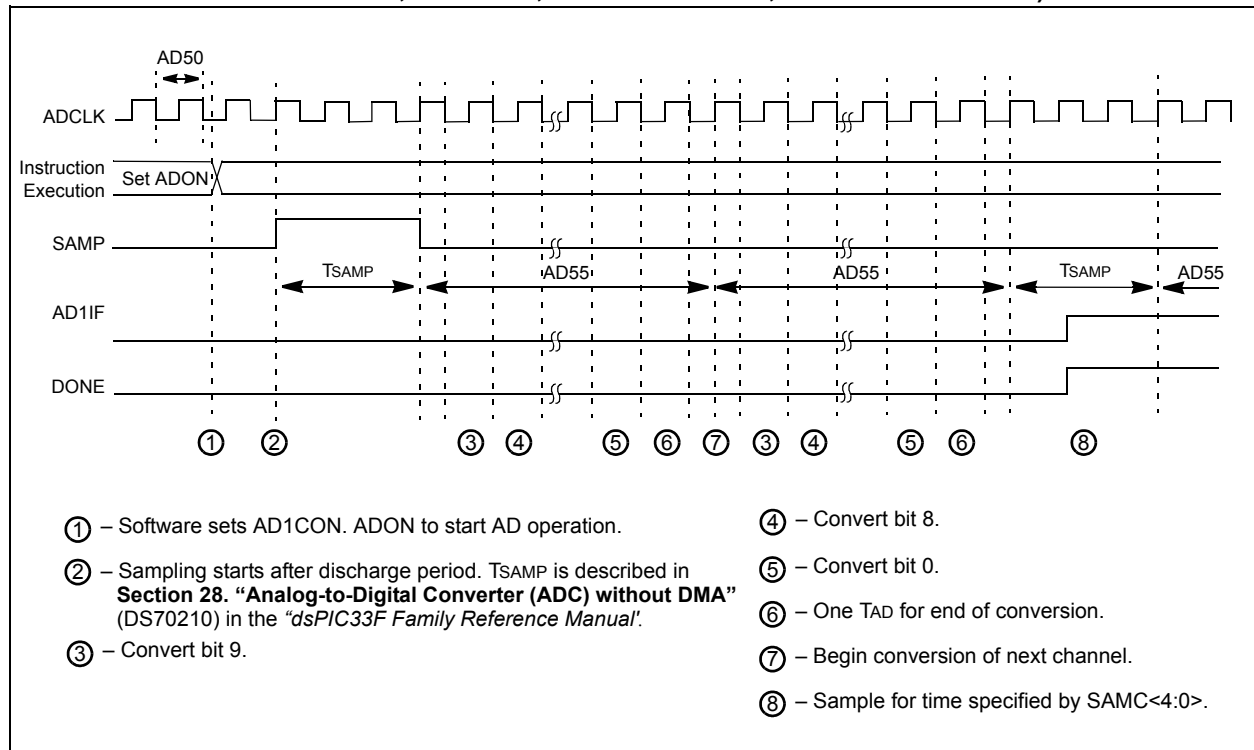 AD50
ADCLK
Instruction
Execution
Set ADON
SAMP
TSAMP
AD55
AD55
TSAMP
AD55
AD1IF
DONE
1 2 3 4 5 6 7 3 4 5 6 8
1 – Software sets AD1CON. ADON to start AD operation.
2 – Sampling starts after discharge period. TSAMP is described in
Section 28. “Analog-to-Digital Converter (ADC) without DMA”
(DS70210) in the “dsPIC33F Family Reference Manual'.
3 – Convert bit 9.
4 – Convert bit 8.
5 – Convert bit 0.
6 – One TAD for end of conversion.
7 – Begin conversion of next channel.
8 – Sample for time specified by SAMC<4:0>.